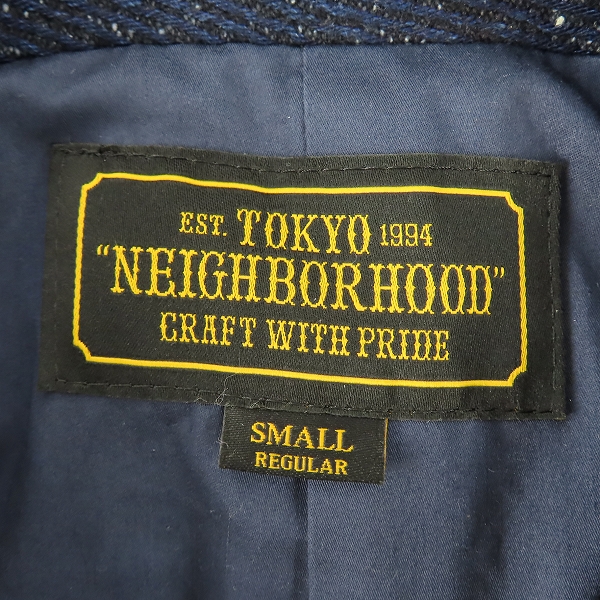 EST. TOKYO 1994
"NEIGHBORHOOD"
CRAFT WITH PRIDE
SMALL
REGULAR